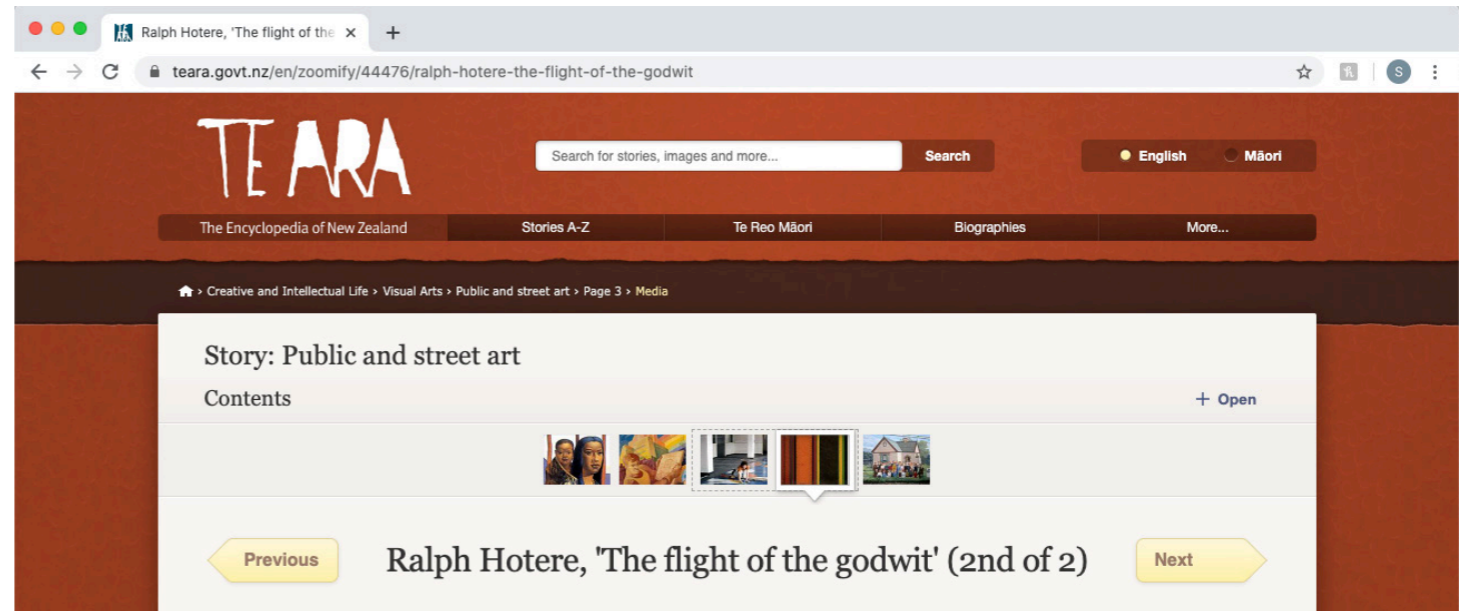 Ralph Hotere, 'The flight of the
teara.govt.nz/en/zoomify/44476/ralph-hotere-the-flight-of-the-godwit
S
TE ARA
Search for stories, images and more...
Search
English
Māori
The Encyclopedia of New Zealand
Stories A-Z
Te Reo Māori
Biographies
More...
› Creative and Intellectual Life › Visual Arts › Public and street art › Page 3 › Media
Story: Public and street art
Contents
+ Open
Previous
Ralph Hotere, 'The flight of the godwit' (2nd of 2)
Next